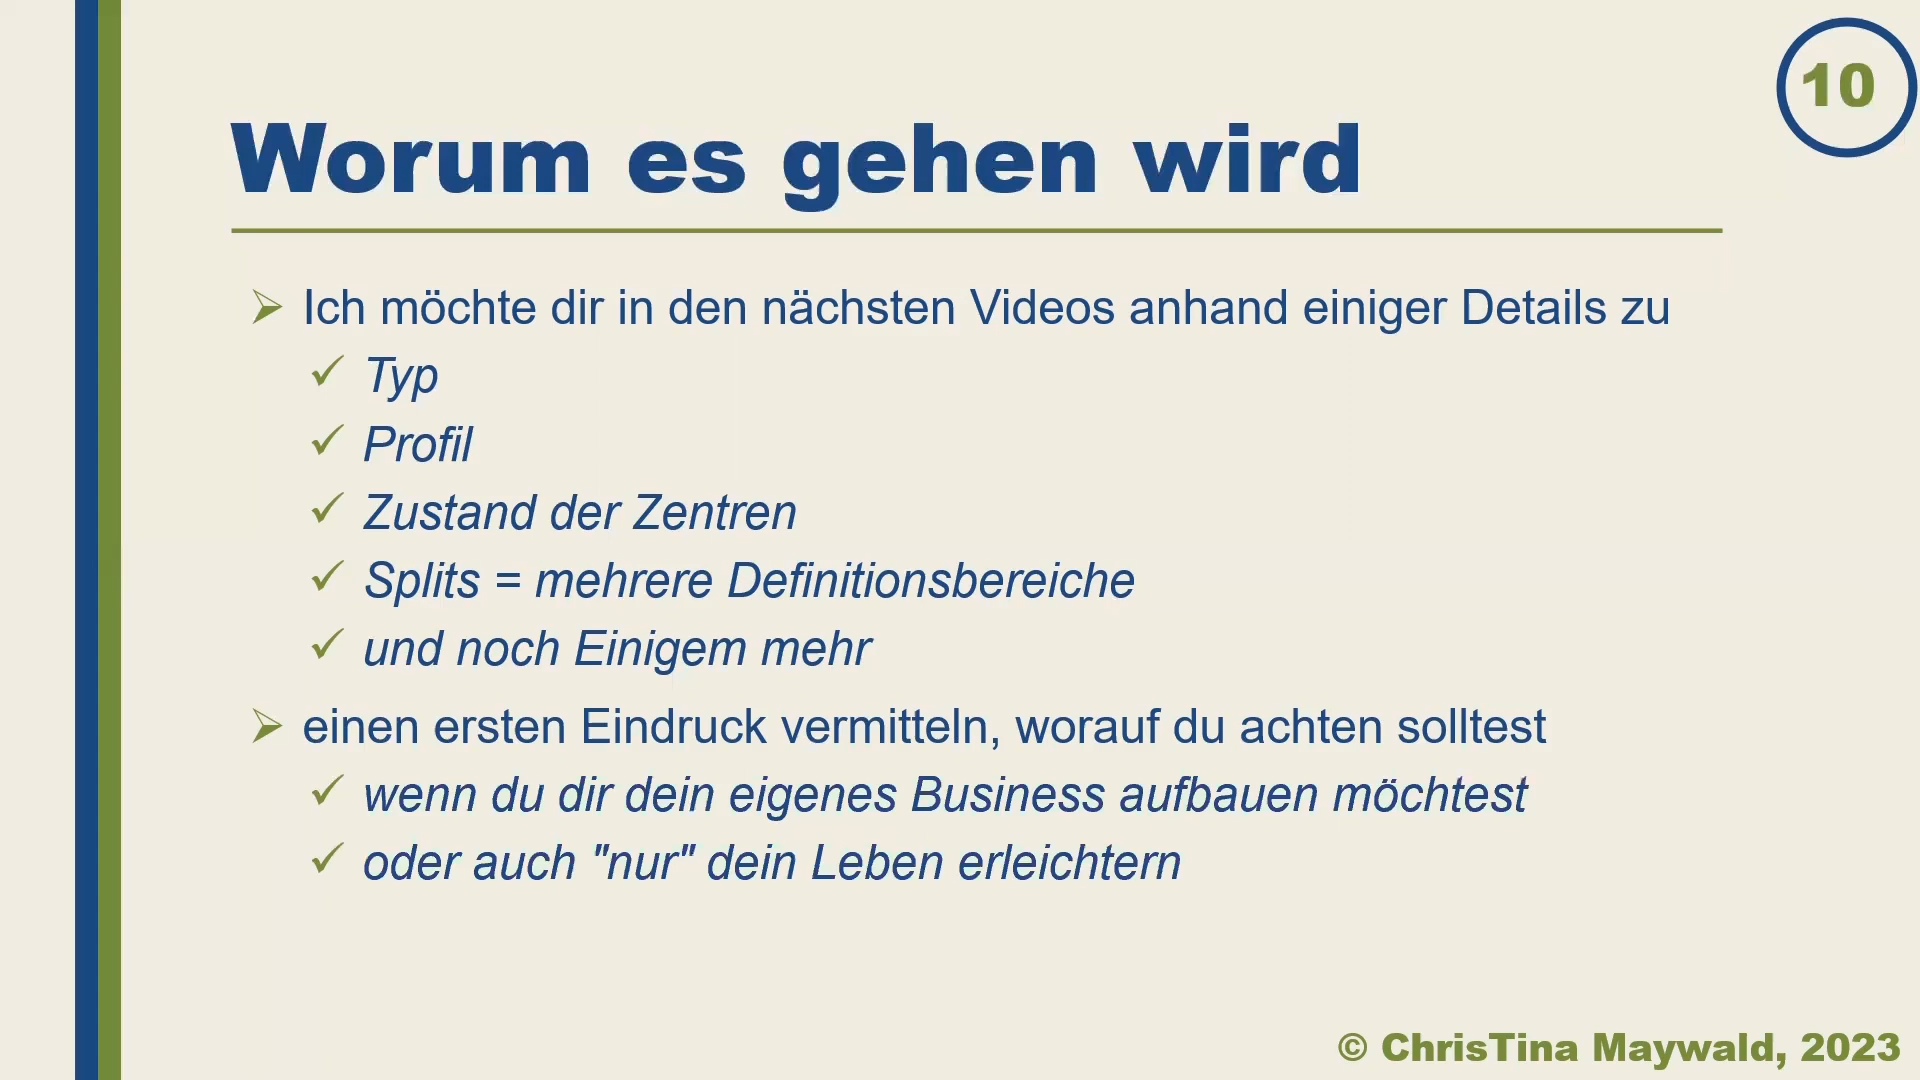 10
Worum es gehen wird
Ich möchte dir in den nächsten Videos anhand einiger Details zu
Typ
Profil
Zustand der Zentren
Splits = mehrere Definitionsbereiche
und noch Einigem mehr
einen ersten Eindruck vermitteln, worauf du achten solltest
wenn du dir dein eigenes Business aufbauen möchtest
oder auch "nur" dein Leben erleichtern
© ChrisTina Maywald, 2023